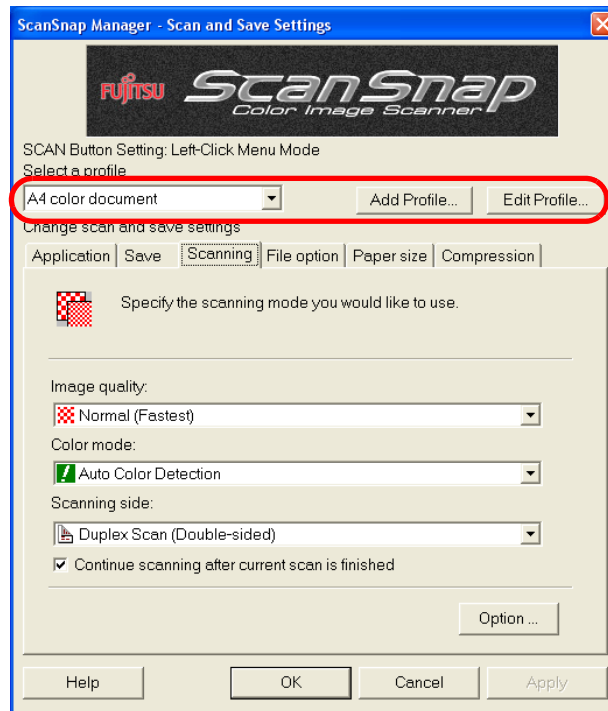 ScanSnap Manager - Scan and Save Settings
FUJITSU ScanSnap
Color Image Scanner
SCAN Button Setting: Left-Click Menu Mode
Select a profile
A4 color document Add Profile... Edit Profile...
Change scan and save settings
Application Save Scanning File option Paper size Compression
Specify the scanning mode you would like to use.
Image quality:
Normal (Fastest)
Color mode:
Auto Color Detection
Scanning side:
Duplex Scan (Double-sided)
Continue scanning after current scan is finished
Option ...
Help OK Cancel Apply